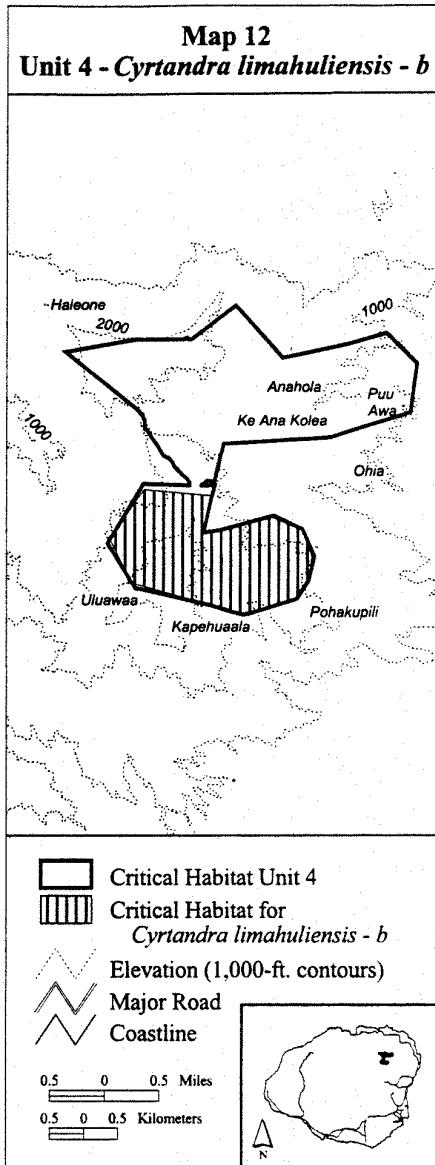 Map 12
Unit 4 - Cyrtandra limahuliensis - b
Haleone
2000
1000
Anahola
Puu
Awa
Ke Ana Kolea
1000
Ohia
Uluawaa
Pohakupili
Kapehuaala
Critical Habitat Unit 4
Critical Habitat for
Cyrtandra limahuliensis - b
Elevation (1,000-ft. contours)
Major Road
Coastline
0.5 0 0.5 Miles
0.5 0 0.5 Kilometers
N